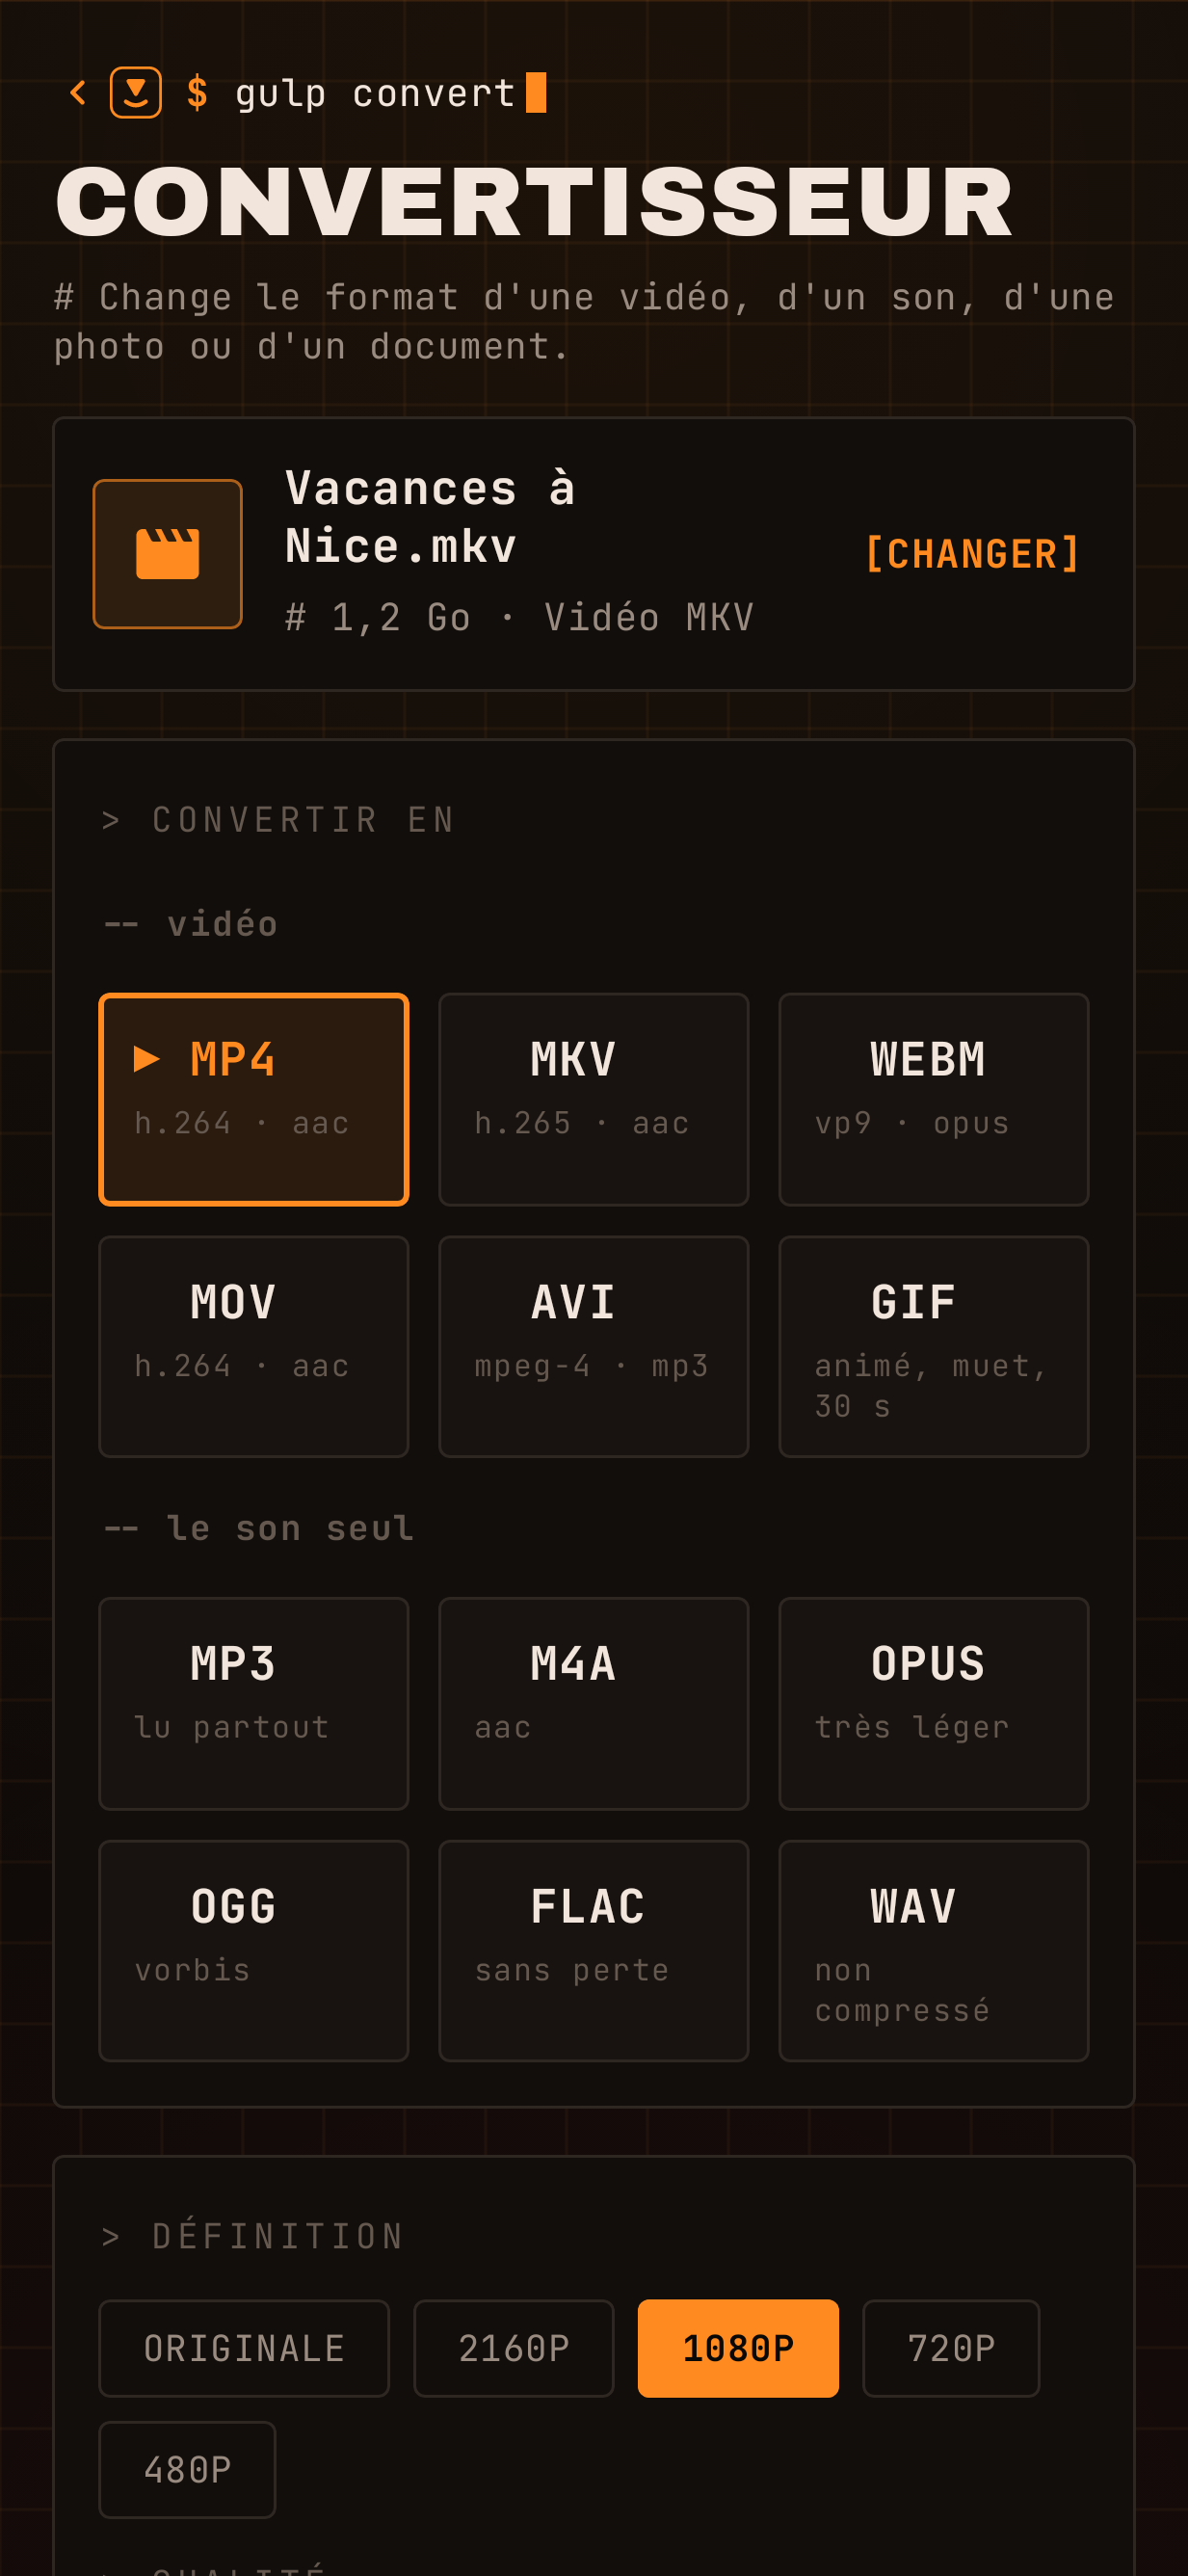 $ gulp convert
CONVERTISSEUR
# Change le format d'une vidéo, d'un son, d'une
photo ou d'un document.
Vacances à
Nice.mkv
# 1,2 Go · Vidéo MKV
[CHANGER]
> CONVERTIR EN
-- vidéo
▶ MP4
h.264 · aac
MKV
h.265 · aac
WEBM
vp9 · opus
MOV
h.264 · aac
AVI
mpeg-4 · mp3
GIF
animé, muet,
30 s
-- le son seul
MP3
lu partout
M4A
aac
OPUS
très léger
OGG
vorbis
FLAC
sans perte
WAV
non
compressé
> DÉFINITION
ORIGINALE
2160P
1080P
720P
480P